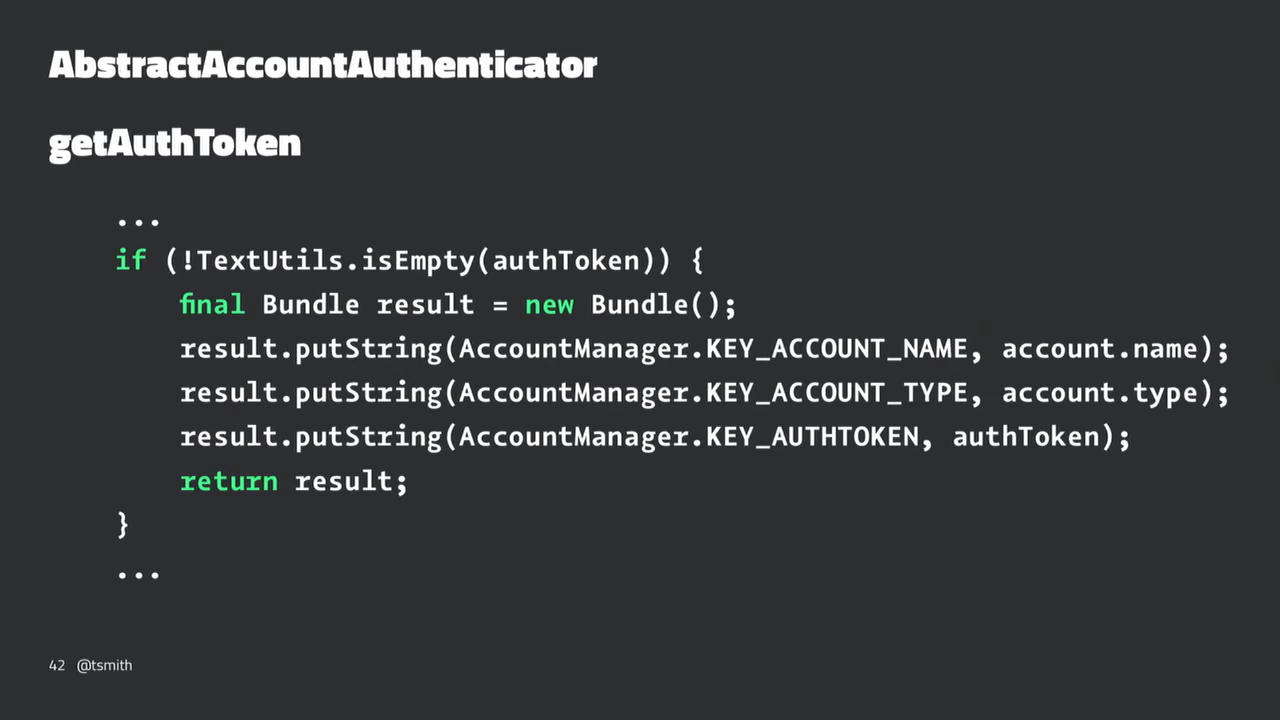 AbstractAccountAuthenticator
getAuthToken
...
if (!TextUtils.isEmpty(authToken)) {
final Bundle result = new Bundle();
result.putString(AccountManager.KEY_ACCOUNT_NAME, account.name);
result.putString(AccountManager.KEY_ACCOUNT_TYPE, account.type);
result.putString(AccountManager.KEY_AUTHTOKEN, authToken);
return result;
}
...
42 @tsmith